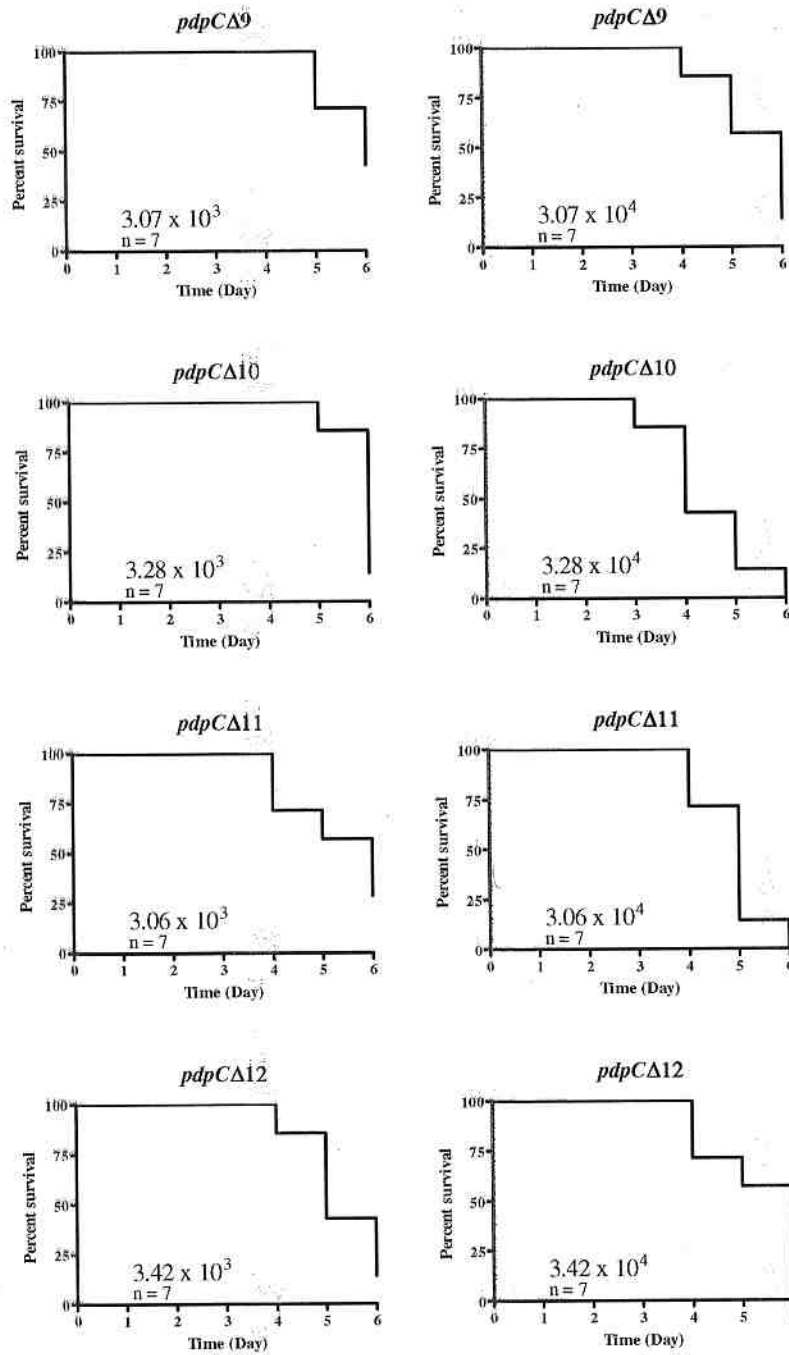 pdpCΔ9
Percent survival
100
75
50
25
0
3.07 x 10³
n = 7
0 1 2 3 4 5 6
Time (Day)
pdpCΔ9
Percent survival
100
75
50
25
0
3.07 x 10⁴
n = 7
0 1 2 3 4 5 6
Time (Day)
pdpCΔ10
Percent survival
100
75
50
25
0
3.28 x 10³
n = 7
0 1 2 3 4 5 6
Time (Day)
pdpCΔ10
Percent survival
100
75
50
25
0
3.28 x 10⁴
n = 7
0 1 2 3 4 5 6
Time (Day)
pdpCΔ11
Percent survival
100
75
50
25
0
3.06 x 10³
n = 7
0 1 2 3 4 5 6
Time (Day)
pdpCΔ11
Percent survival
100
75
50
25
0
3.06 x 10⁴
n = 7
0 1 2 3 4 5 6
Time (Day)
pdpCΔ12
Percent survival
100
75
50
25
0
3.42 x 10³
n = 7
0 1 2 3 4 5 6
Time (Day)
pdpCΔ12
Percent survival
100
75
50
25
0
3.42 x 10⁴
n = 7
0 1 2 3 4 5 6
Time (Day)